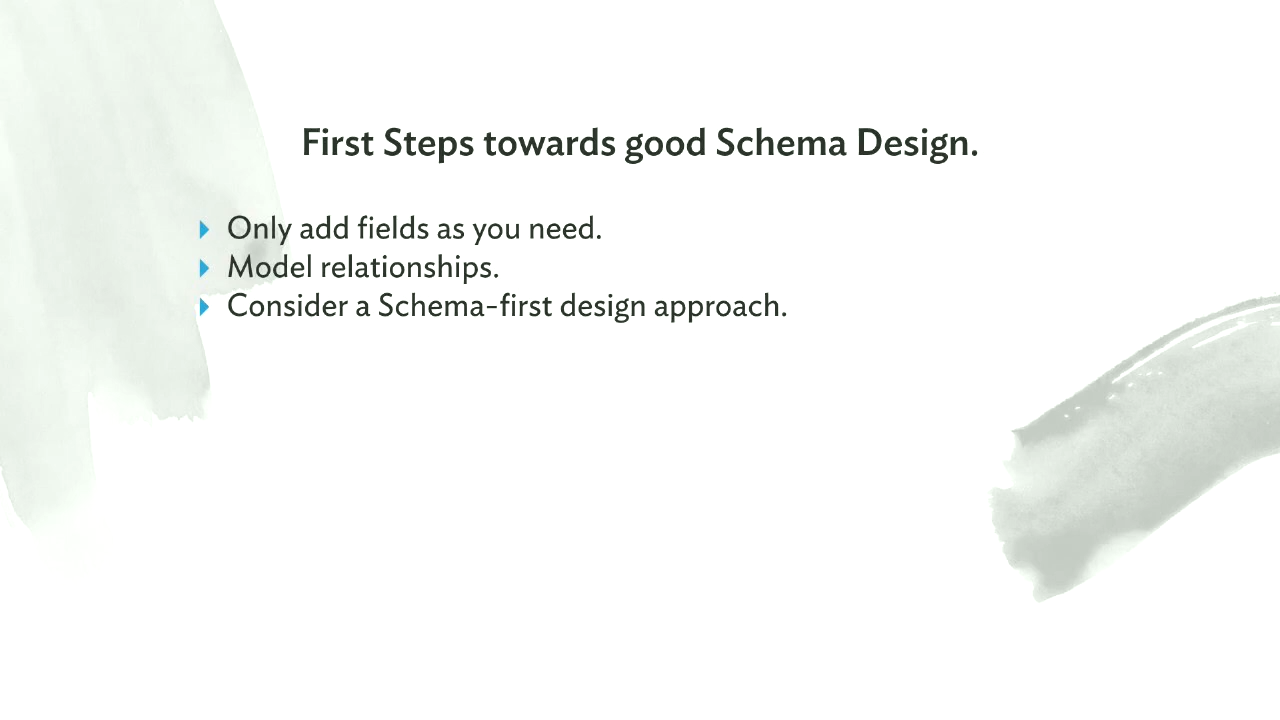 First Steps towards good Schema Design.
Only add fields as you need.
Model relationships.
Consider a Schema-first design approach.